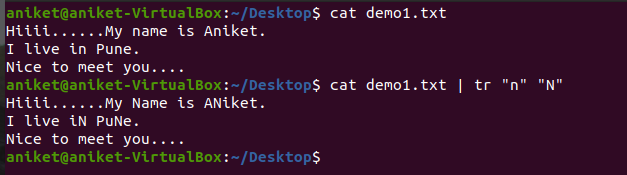 aniket@aniket-VirtualBox:~/Desktop$ cat demo1.txt
Hiiii......My name is Aniket.
I live in Pune.
Nice to meet you....
aniket@aniket-VirtualBox:~/Desktop$ cat demo1.txt | tr "n" "N"
Hiiii......My Name is ANiket.
I live iN PuNe.
Nice to meet you....
aniket@aniket-VirtualBox:~/Desktop$